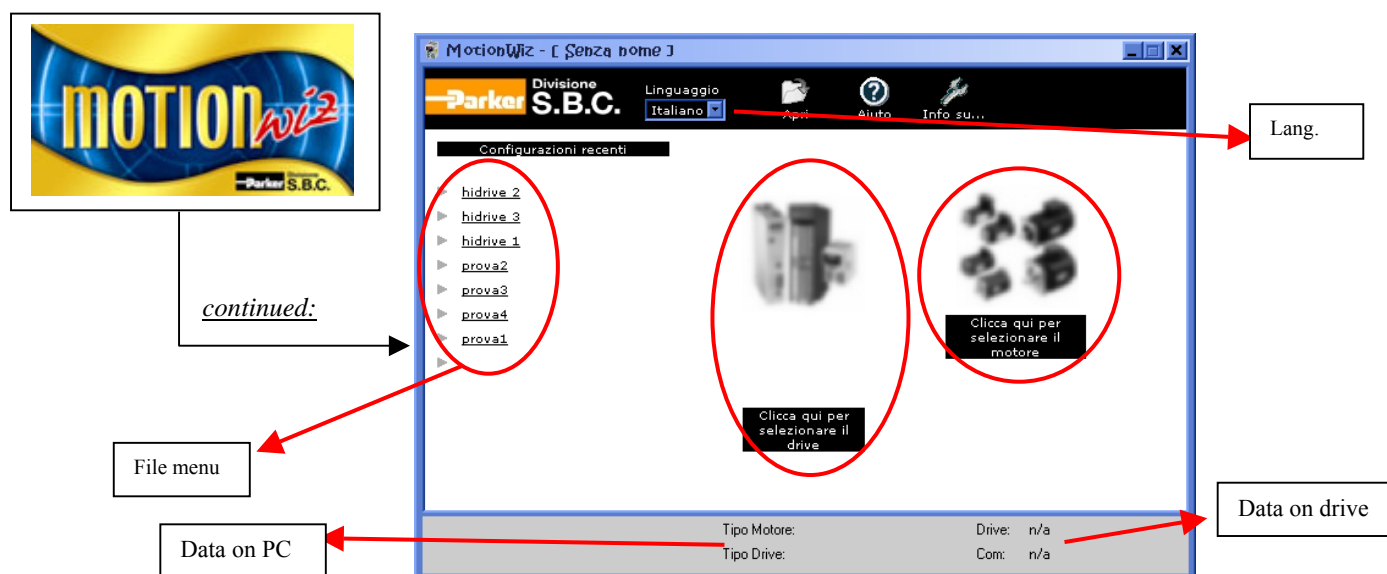 MOTION wiz
Parker Divisione S.B.C.
continued:
MotionWiz - [ Senza nome ]
Parker Divisione S.B.C.
Linguaggio
Italiano
Apri
Aiuto
Info su...
Lang.
Configurazioni recenti
hidrive 2
hidrive 3
hidrive 1
prova2
prova3
prova4
prova1
Clicca qui per
selezionare il
drive
Clicca qui per
selezionare il
motore
File menu
Data on PC
Tipo Motore:
Tipo Drive:
Drive: n/a
Com: n/a
Data on drive